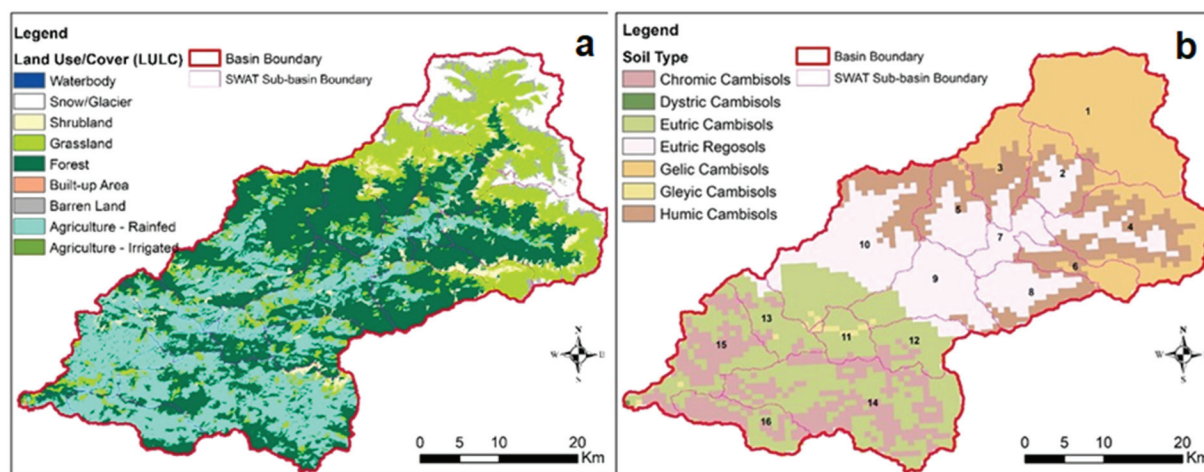 Legend
Land Use/Cover (LULC)
Waterbody
Snow/Glacier
Shrubland
Grassland
Forest
Built-up Area
Barren Land
Agriculture - Rainfed
Agriculture - Irrigated
Basin Boundary
SWAT Sub-basin Boundary
a
N
W E
S
0 5 10 20
Km
Legend
Soil Type
Chromic Cambisols
Dystric Cambisols
Eutric Cambisols
Eutric Regosols
Gelic Cambisols
Gleyic Cambisols
Humic Cambisols
Basin Boundary
SWAT Sub-basin Boundary
b
1
2
3
4
5
7
10
6
9
8
13
11
12
15
14
16
N
W E
S
0 5 10 20
Km